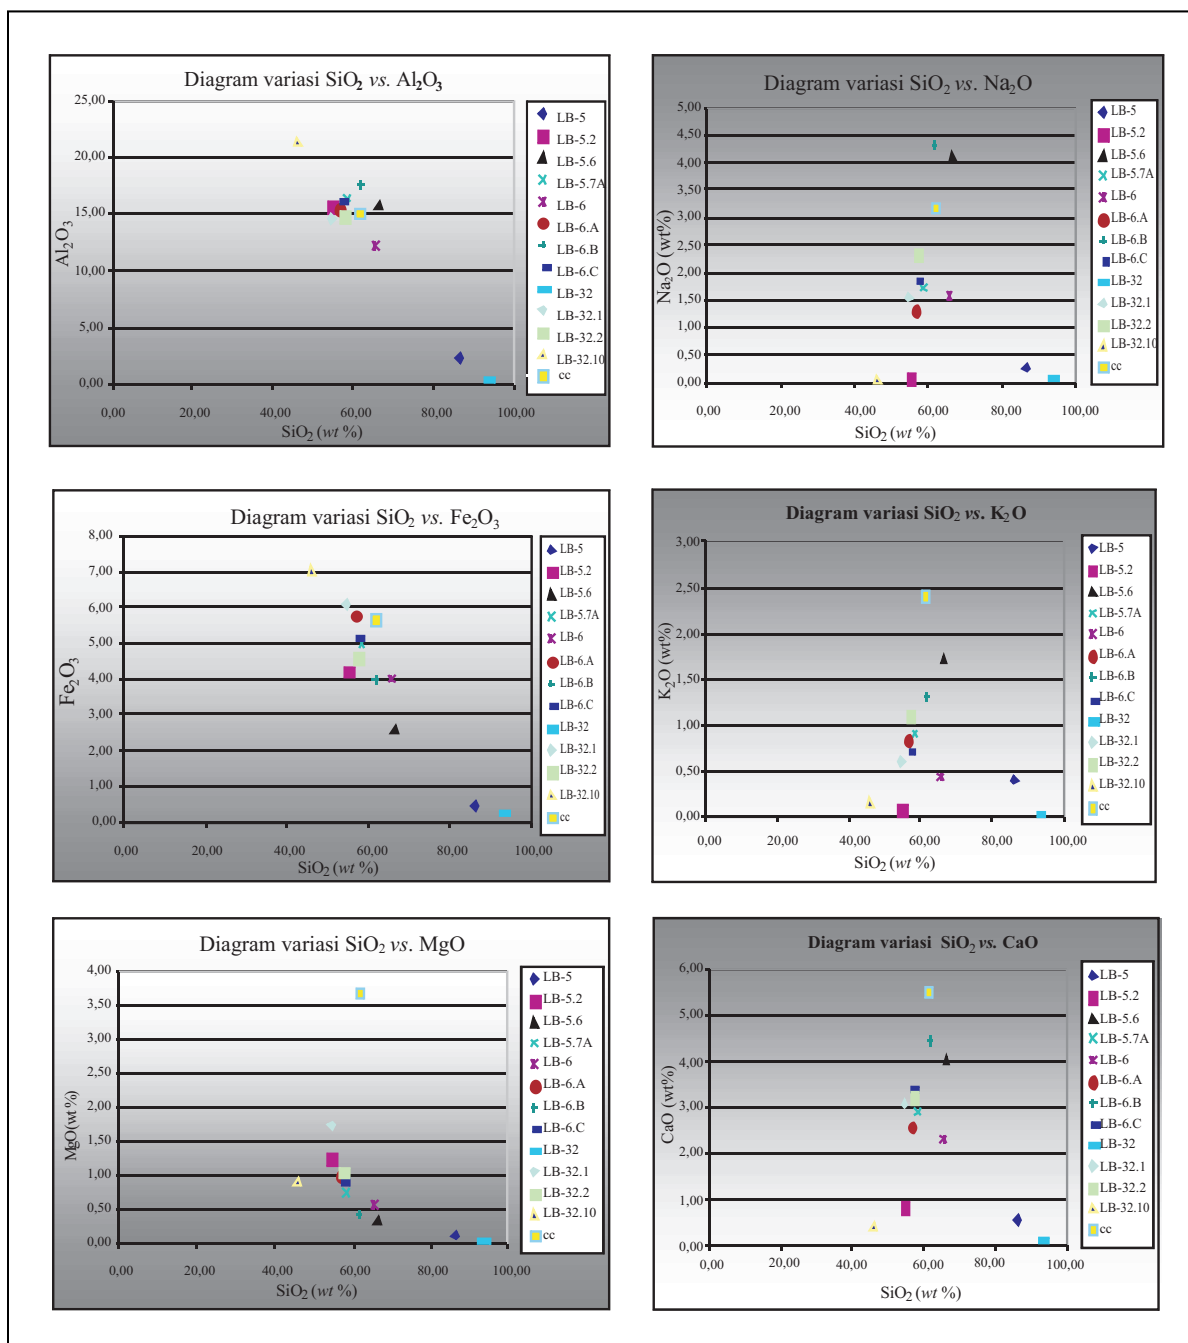 Diagram variasi SiO₂ vs. Al₂O₃
25,00
20,00
15,00
10,00
5,00
0,00
Al₂O₃
0,00 20,00 40,00 60,00 80,00 100,00
SiO₂ (wt %)
LB-5
LB-5.2
LB-5.6
LB-5.7A
LB-6
LB-6.A
LB-6.B
LB-6.C
LB-32
LB-32.1
LB-32.2
LB-32.10
cc
Diagram variasi SiO₂ vs. Na₂O
5,00
4,50
4,00
3,50
3,00
2,50
2,00
1,50
1,00
0,50
0,00
Na₂O (wt%)
0,00 20,00 40,00 60,00 80,00 100,00
SiO₂ (wt %)
LB-5
LB-5.2
LB-5.6
LB-5.7A
LB-6
LB-6.A
LB-6.B
LB-6.C
LB-32
LB-32.1
LB-32.2
LB-32.10
cc
Diagram variasi SiO₂ vs. Fe₂O₃
8,00
7,00
6,00
5,00
4,00
3,00
2,00
1,00
0,00
Fe₂O₃
0,00 20,00 40,00 60,00 80,00 100,00
SiO₂ (wt %)
LB-5
LB-5.2
LB-5.6
LB-5.7A
LB-6
LB-6.A
LB-6.B
LB-6.C
LB-32
LB-32.1
LB-32.2
LB-32.10
cc
Diagram variasi SiO₂ vs. K₂O
3,00
2,50
2,00
1,50
1,00
0,50
0,00
K₂O (wt%)
0,00 20,00 40,00 60,00 80,00 100,00
SiO₂ (wt %)
LB-5
LB-5.2
LB-5.6
LB-5.7A
LB-6
LB-6.A
LB-6.B
LB-6.C
LB-32
LB-32.1
LB-32.2
LB-32.10
cc
Diagram variasi SiO₂ vs. MgO
4,00
3,50
3,00
2,50
2,00
1,50
1,00
0,50
0,00
MgO(wt %)
0,00 20,00 40,00 60,00 80,00 100,00
SiO₂ (wt %)
LB-5
LB-5.2
LB-5.6
LB-5.7A
LB-6
LB-6.A
LB-6.B
LB-6.C
LB-32
LB-32.1
LB-32.2
LB-32.10
cc
Diagram variasi SiO₂ vs. CaO
6,00
5,00
4,00
3,00
2,00
1,00
0,00
CaO (wt%)
0,00 20,00 40,00 60,00 80,00 100,00
SiO₂ (wt %)
LB-5
LB-5.2
LB-5.6
LB-5.7A
LB-6
LB-6.A
LB-6.B
LB-6.C
LB-32
LB-32.1
LB-32.2
LB-32.10
cc